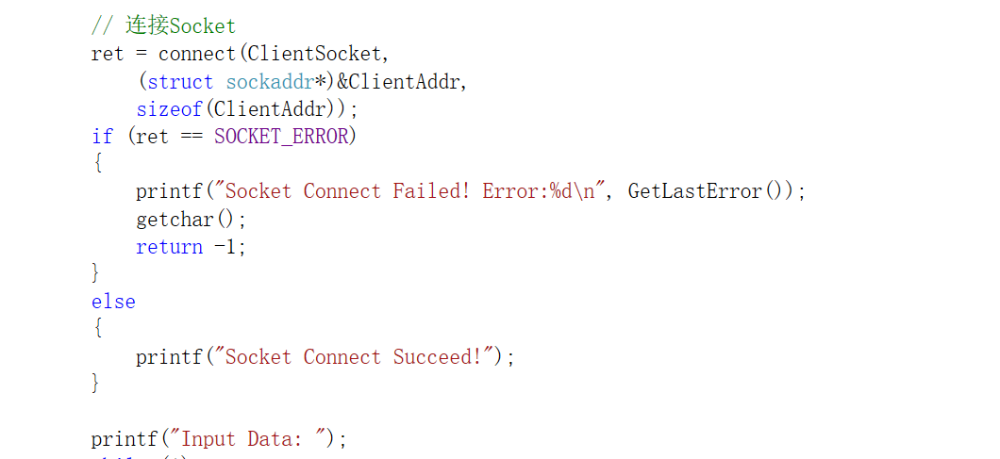 // 连接Socket
ret = connect(ClientSocket,
(struct sockaddr*)&ClientAddr,
sizeof(ClientAddr));
if (ret == SOCKET_ERROR)
{
printf("Socket Connect Failed! Error:%d\n", GetLastError());
getchar();
return -1;
}
else
{
printf("Socket Connect Succeed!");
}
printf("Input Data: ");